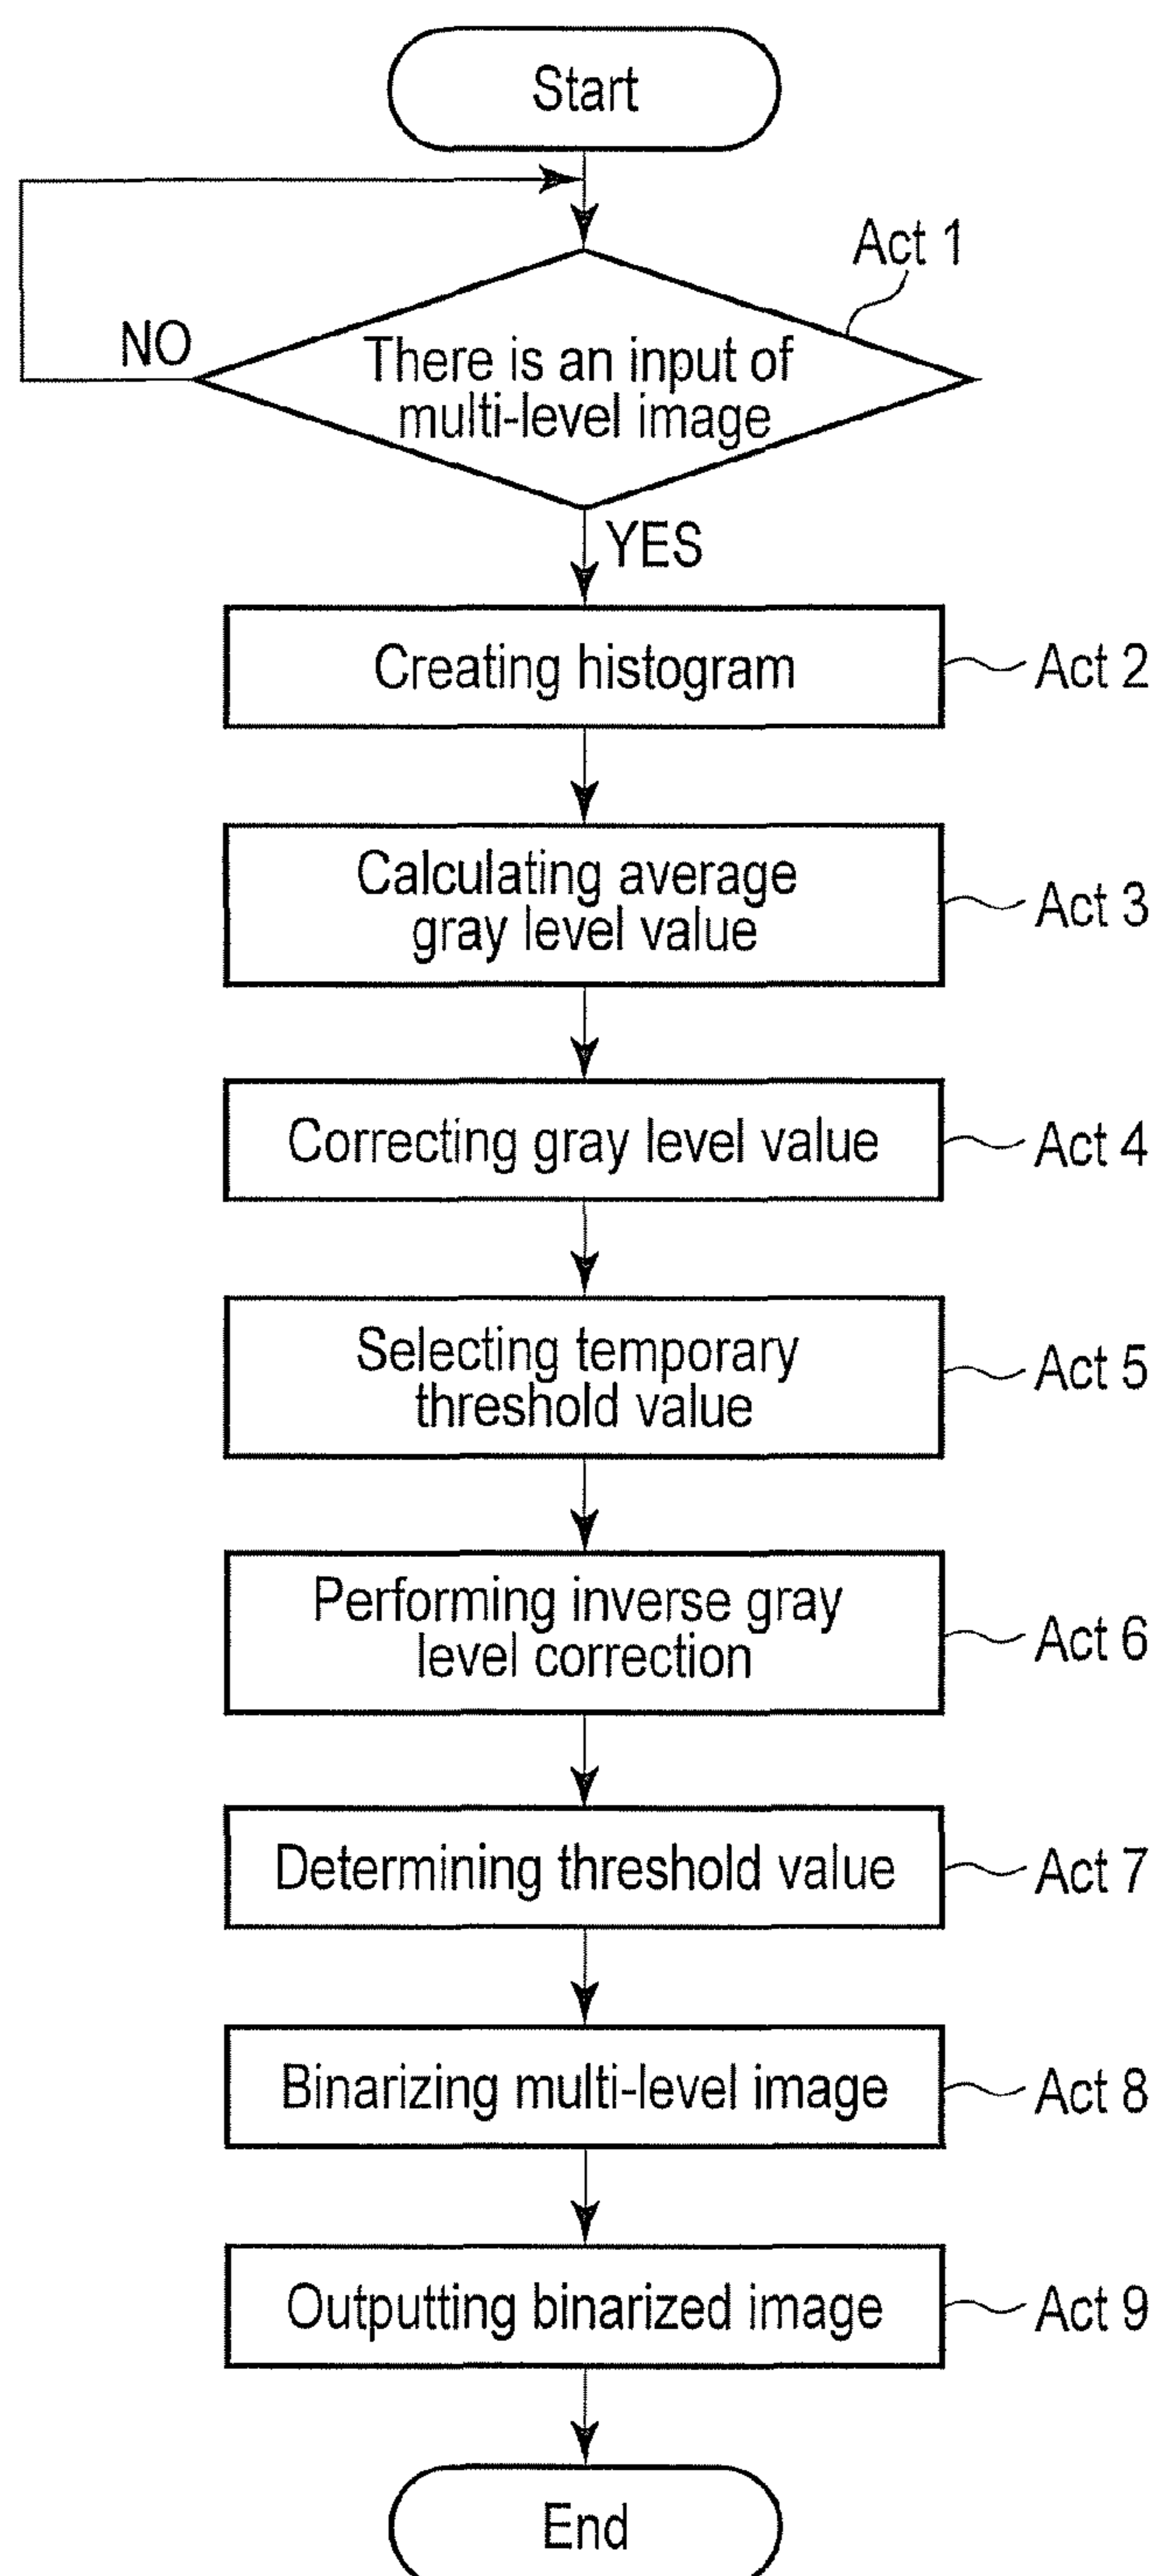 Start
Act 1
NO
There is an input of
multi-level image
YES
Creating histogram
Act 2
Calculating average
gray level value
Act 3
Correcting gray level value
Act 4
Selecting temporary
threshold value
Act 5
Performing inverse gray
level correction
Act 6
Determining threshold value
Act 7
Binarizing multi-level image
Act 8
Outputting binarized image
Act 9
End